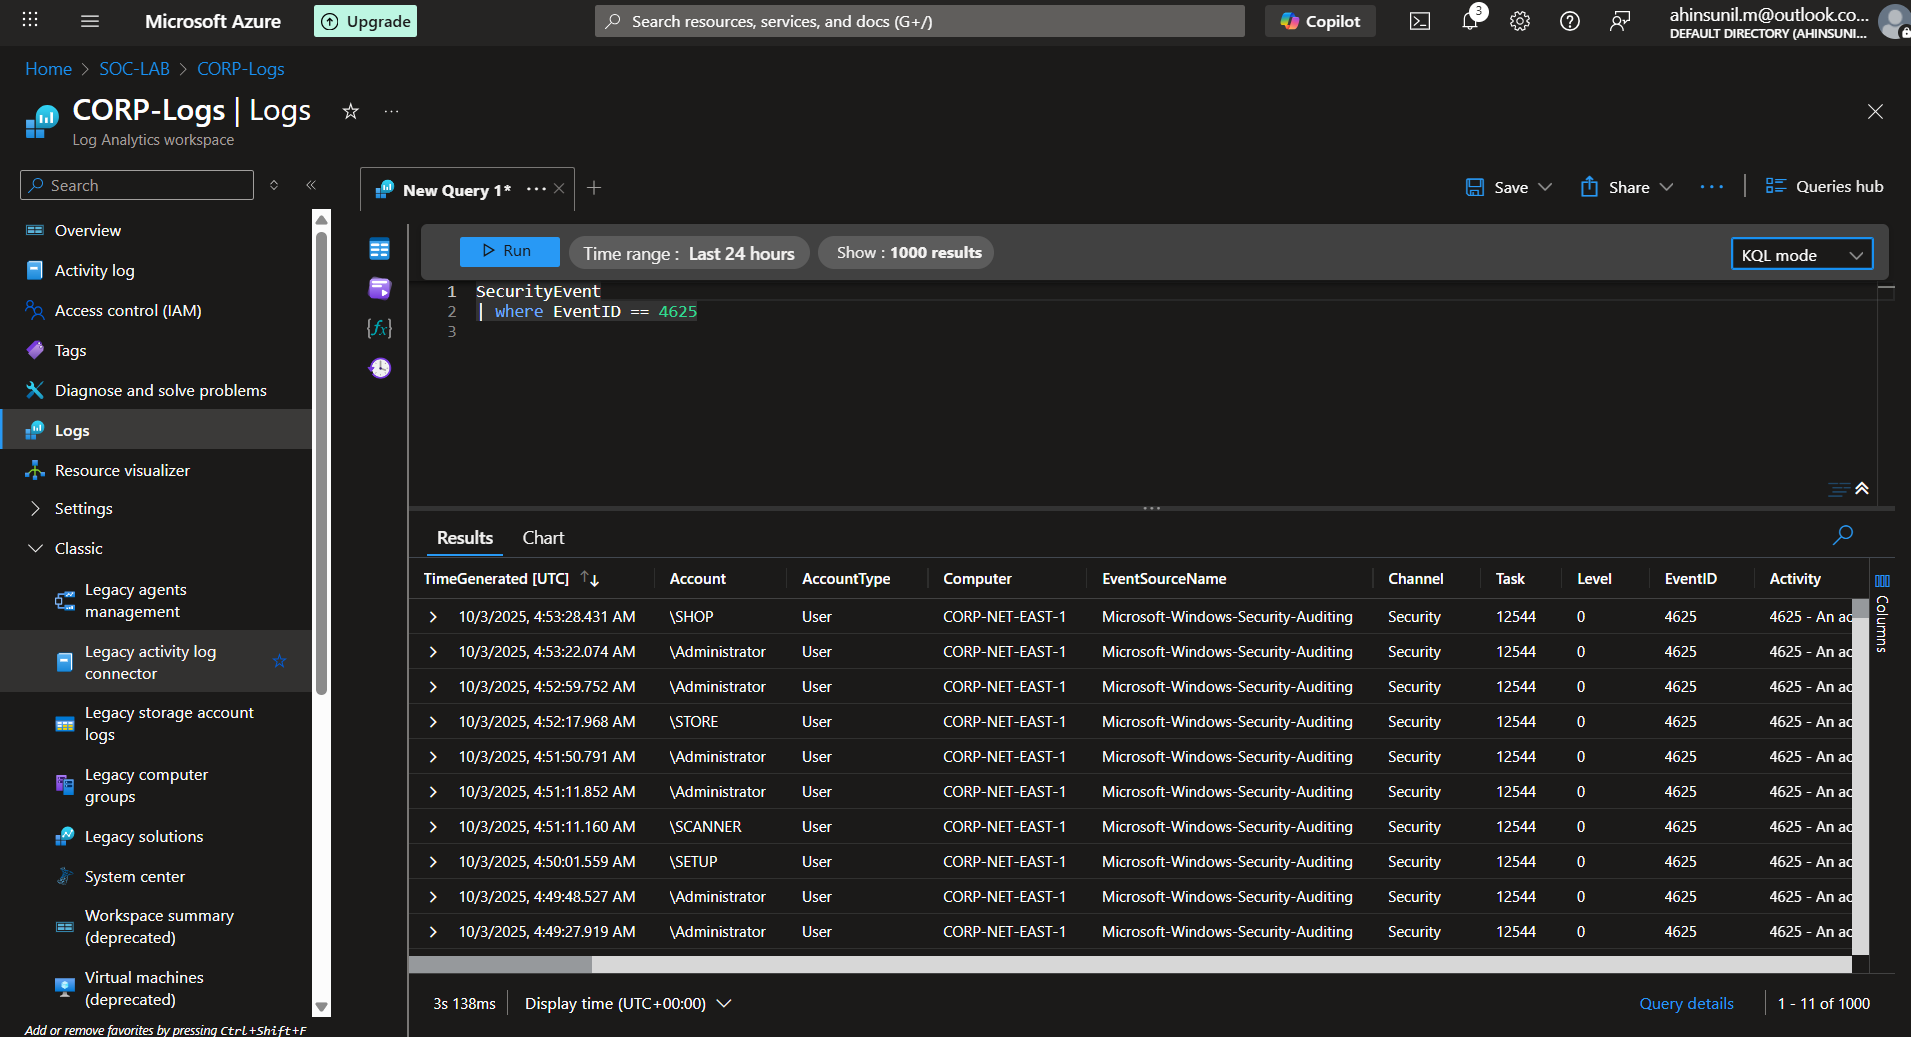 Microsoft Azure
Upgrade
Search resources, services, and docs (G+/)
Copilot
3
ahinsunil.m@outlook.co...
DEFAULT DIRECTORY (AHINSUNI...
Home > SOC-LAB > CORP-Logs
CORP-Logs | Logs
Log Analytics workspace
Search
Overview
Activity log
Access control (IAM)
Tags
Diagnose and solve problems
Logs
Resource visualizer
Settings
Classic
Legacy agents
management
Legacy activity log
connector
Legacy storage account
logs
Legacy computer
groups
Legacy solutions
System center
Workspace summary
(deprecated)
Virtual machines
(deprecated)
Add or remove favorites by pressing Ctrl+Shift+F
New Query 1*
Save
Share
Queries hub
Run
Time range : Last 24 hours
Show : 1000 results
KQL mode
1 SecurityEvent
2 | where EventID == 4625
3
Results Chart
TimeGenerated [UTC] Account AccountType Computer EventSourceName Channel Task Level EventID Activity
10/3/2025, 4:53:28.431 AM \SHOP User CORP-NET-EAST-1 Microsoft-Windows-Security-Auditing Security 12544 0 4625 4625 - An ac
10/3/2025, 4:53:22.074 AM \Administrator User CORP-NET-EAST-1 Microsoft-Windows-Security-Auditing Security 12544 0 4625 4625 - An ac
10/3/2025, 4:52:59.752 AM \Administrator User CORP-NET-EAST-1 Microsoft-Windows-Security-Auditing Security 12544 0 4625 4625 - An ac
10/3/2025, 4:52:17.968 AM \STORE User CORP-NET-EAST-1 Microsoft-Windows-Security-Auditing Security 12544 0 4625 4625 - An ac
10/3/2025, 4:51:50.791 AM \Administrator User CORP-NET-EAST-1 Microsoft-Windows-Security-Auditing Security 12544 0 4625 4625 - An ac
10/3/2025, 4:51:11.852 AM \Administrator User CORP-NET-EAST-1 Microsoft-Windows-Security-Auditing Security 12544 0 4625 4625 - An ac
10/3/2025, 4:51:11.160 AM \SCANNER User CORP-NET-EAST-1 Microsoft-Windows-Security-Auditing Security 12544 0 4625 4625 - An ac
10/3/2025, 4:50:01.559 AM \SETUP User CORP-NET-EAST-1 Microsoft-Windows-Security-Auditing Security 12544 0 4625 4625 - An ac
10/3/2025, 4:49:48.527 AM \Administrator User CORP-NET-EAST-1 Microsoft-Windows-Security-Auditing Security 12544 0 4625 4625 - An ac
10/3/2025, 4:49:27.919 AM \Administrator User CORP-NET-EAST-1 Microsoft-Windows-Security-Auditing Security 12544 0 4625 4625 - An ac
Columns
3s 138ms
Display time (UTC+00:00)
Query details
1 - 11 of 1000